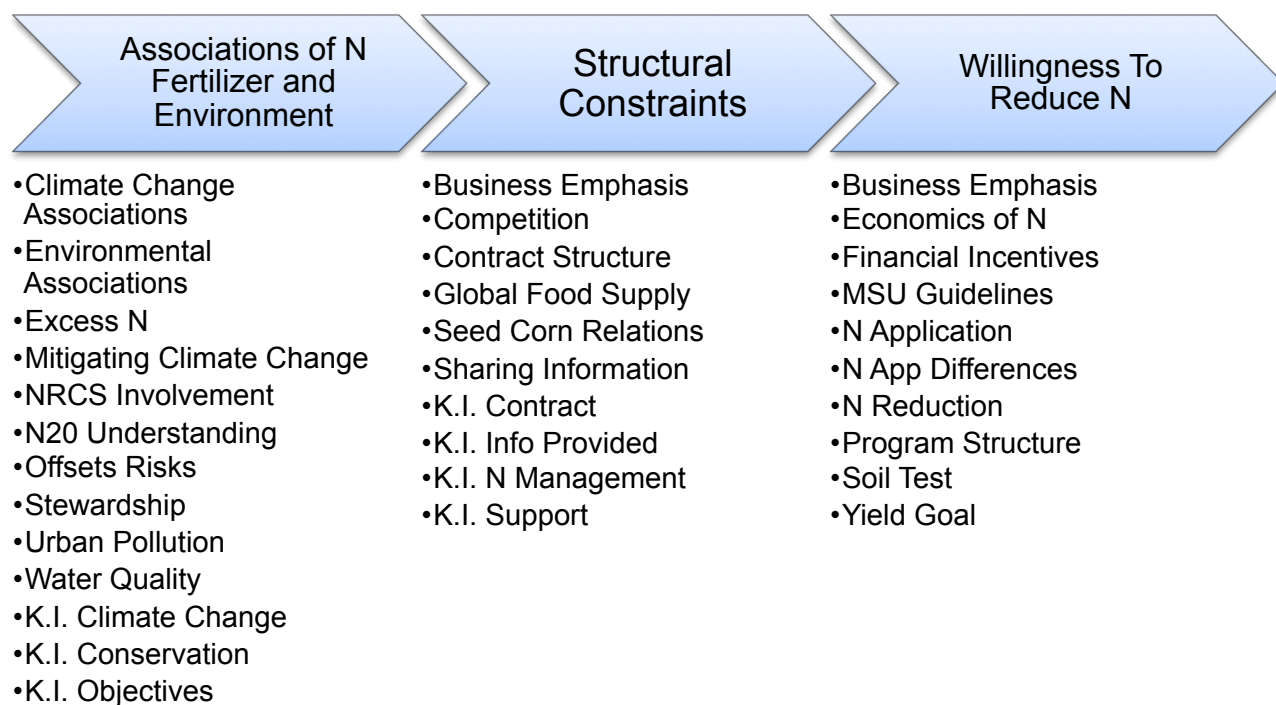 Associations of N
Fertilizer and
Environment
•Climate Change
Associations
•Environmental
Associations
•Excess N
•Mitigating Climate Change
•NRCS Involvement
•N20 Understanding
•Offsets Risks
•Stewardship
•Urban Pollution
•Water Quality
•K.I. Climate Change
•K.I. Conservation
•K.I. Objectives
Structural
Constraints
•Business Emphasis
•Competition
•Contract Structure
•Global Food Supply
•Seed Corn Relations
•Sharing Information
•K.I. Contract
•K.I. Info Provided
•K.I. N Management
•K.I. Support
Willingness To
Reduce N
•Business Emphasis
•Economics of N
•Financial Incentives
•MSU Guidelines
•N Application
•N App Differences
•N Reduction
•Program Structure
•Soil Test
•Yield Goal